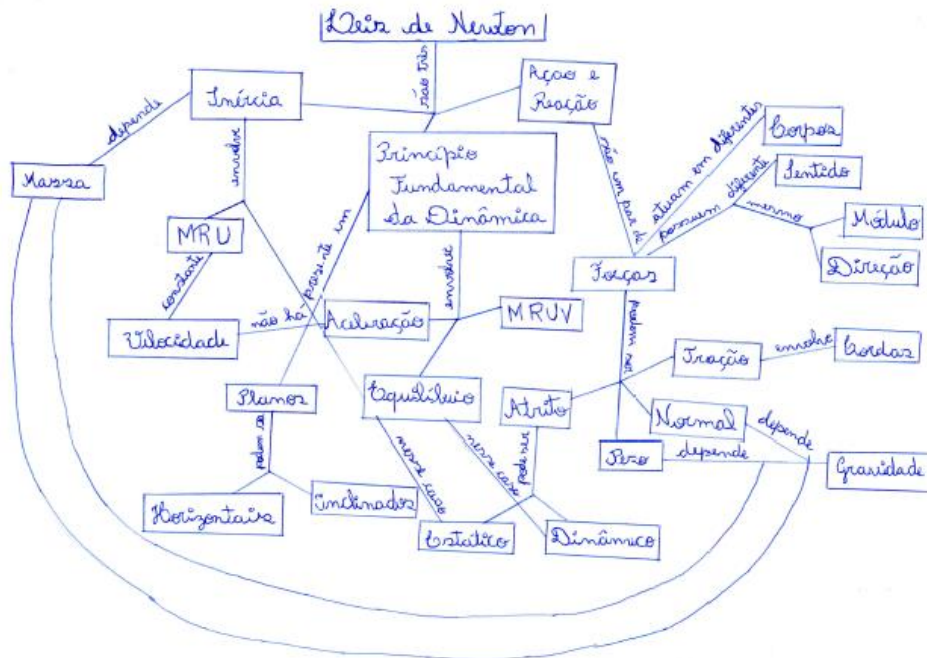 Leis de Newton
são três
Inércia
Ação e
Reação
depende
envolve
Massa
Princípio
Fundamental
da Dinâmica
são um par de
atuam em diferentes
Corpos
possuem diferente
Sentido
mesmo
Módulo
Direção
MRU
constante
presente em
envolve
Forças
Velocidade
não há
Aceleração
MRUV
podem ser
Tração
envolve
Cordas
Planos
Equilíbrio
Atrito
Normal
depende
Peso
depende
Gravidade
podem ser
nesse caso
nesse caso
pode ser
Horizontais
inclinados
Estático
Dinâmico